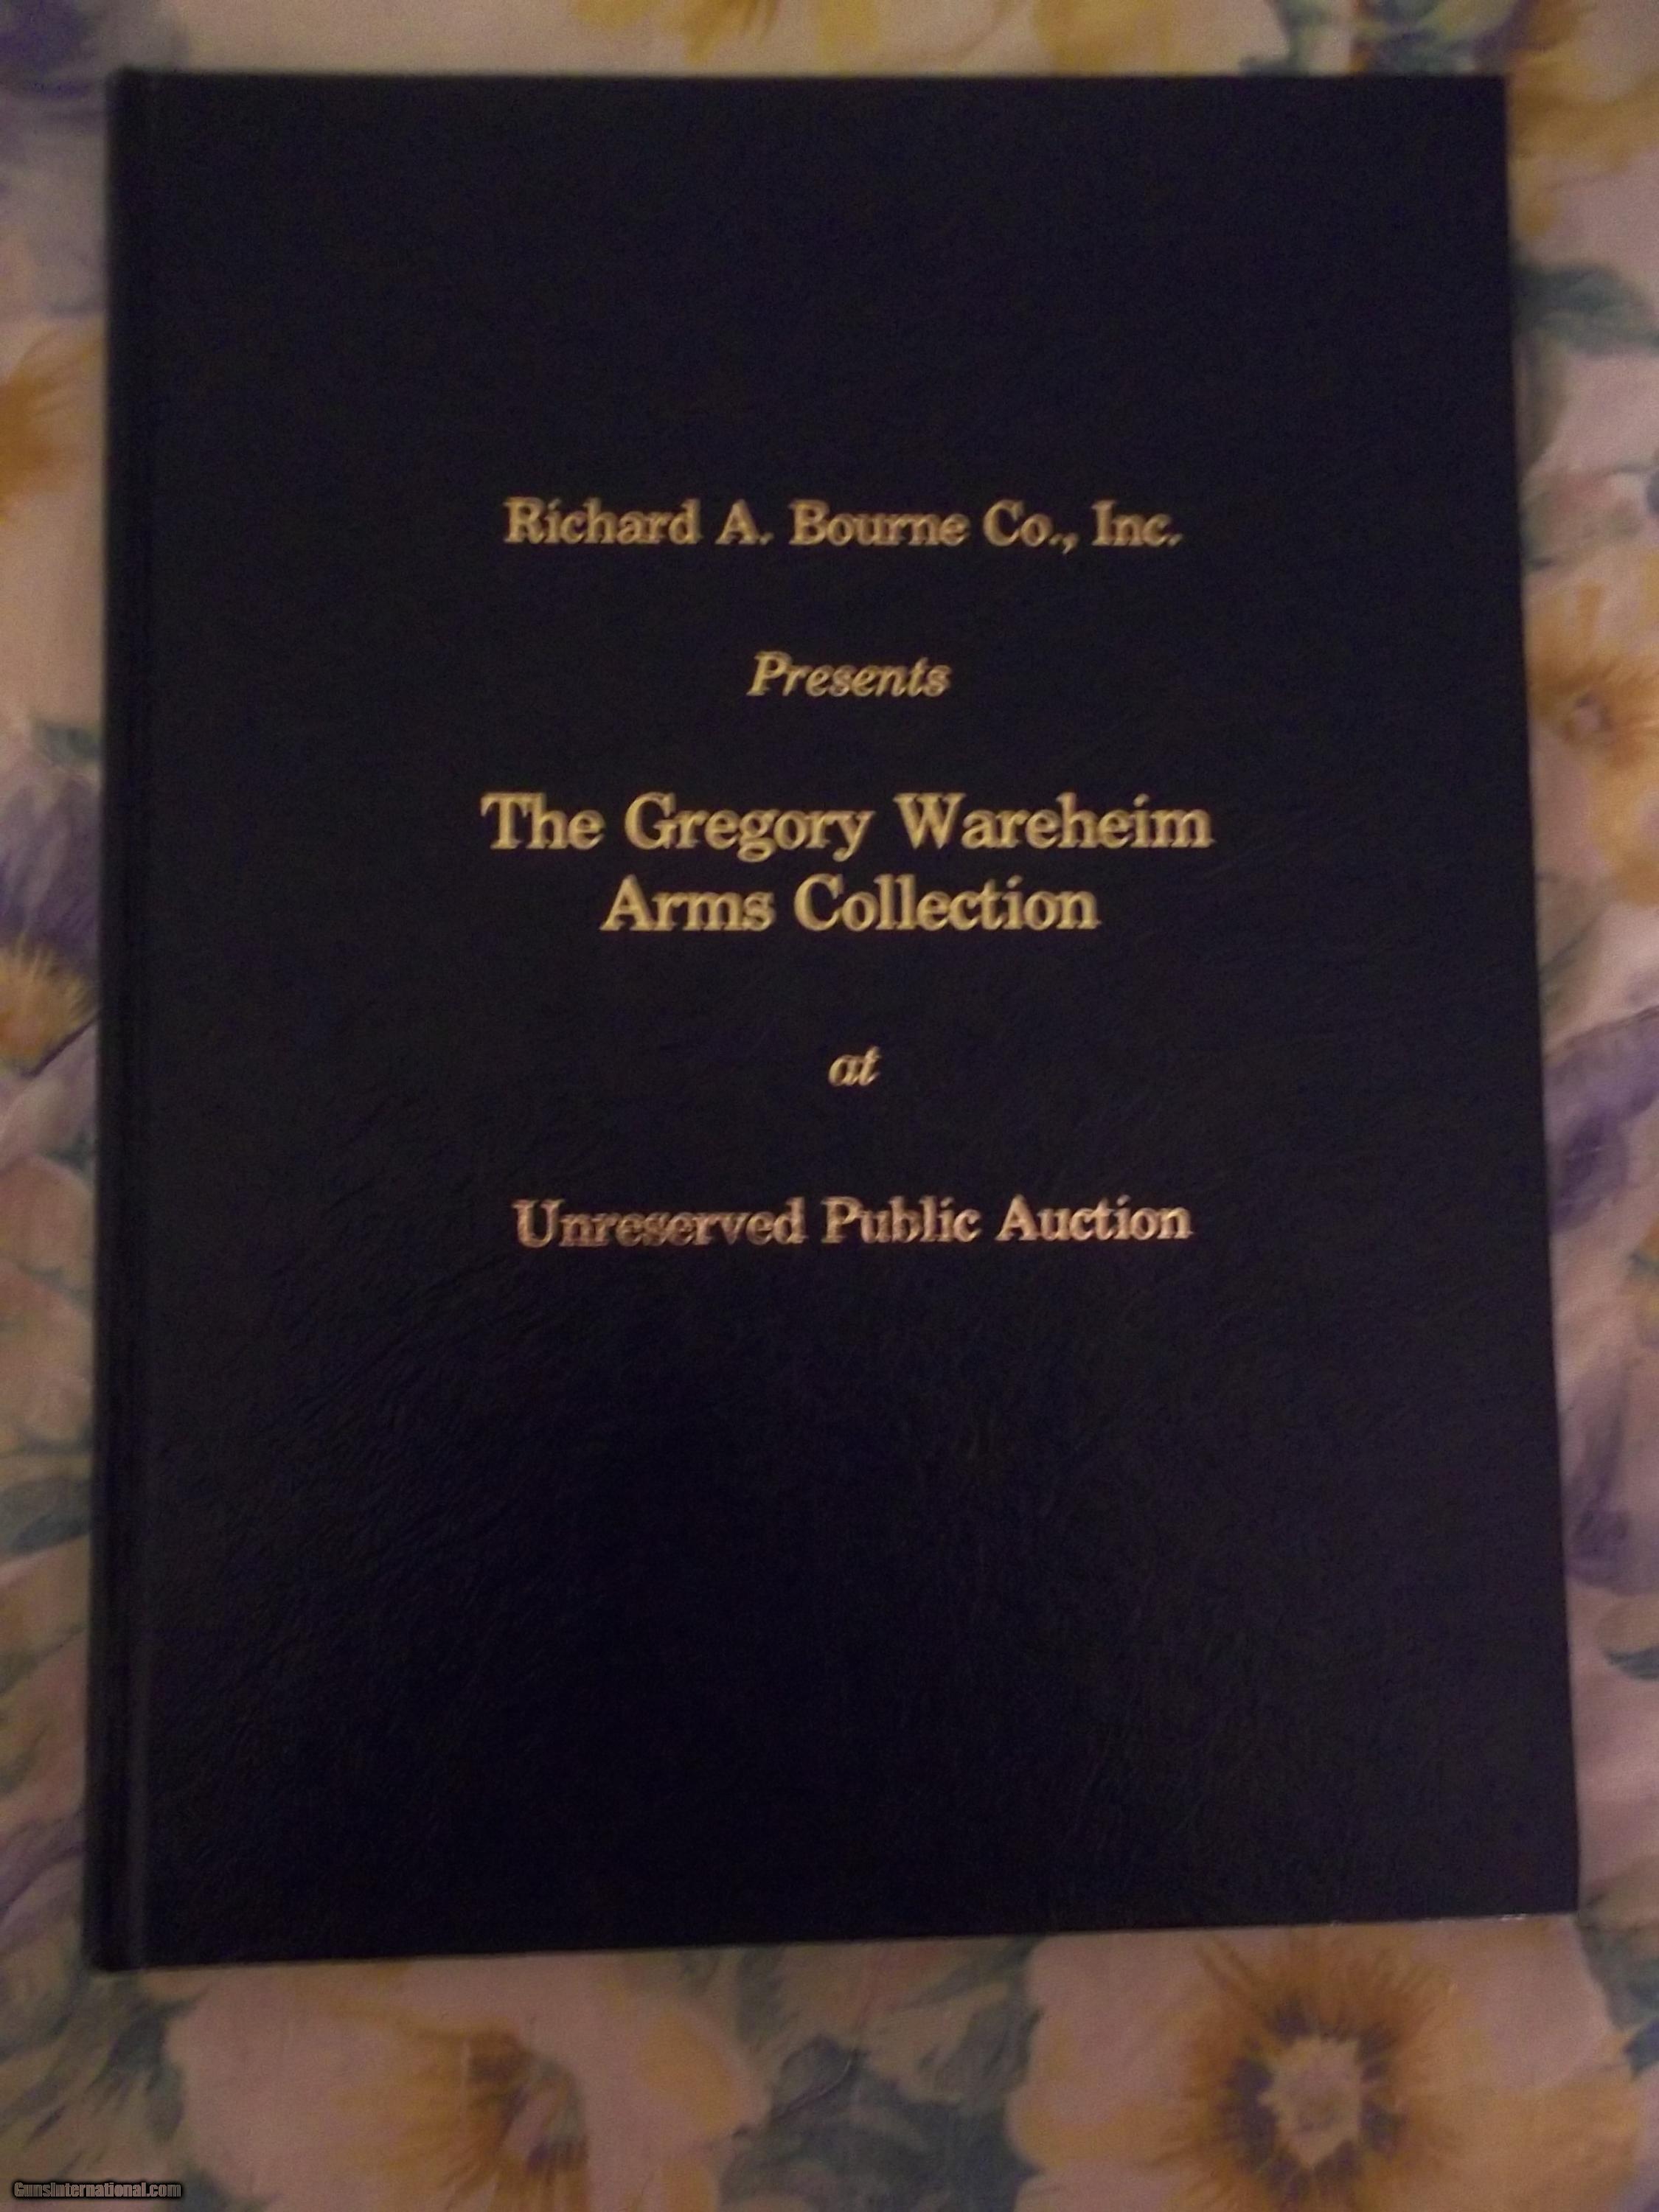 Richard A. Bourne Co., Inc.
Presents
The Gregory Wareheim
Arms Collection
at
Unreserved Public Auction
GunsInternational.com